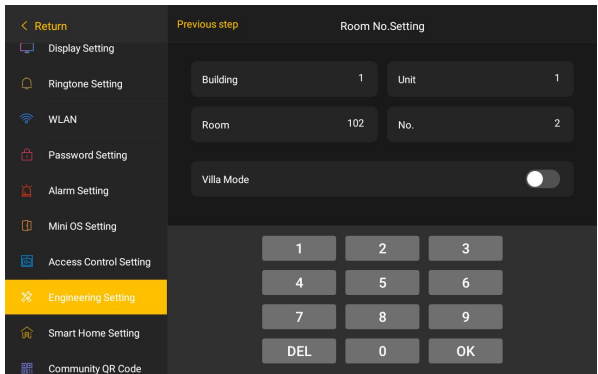 Return
Display Setting
Ringtone Setting
WLAN
Password Setting
Alarm Setting
Mini OS Setting
Access Control Setting
Engineering Setting
Smart Home Setting
Community QR Code
Previous step Room No.Setting
Building 1 Unit 1
Room 102 No. 2
Villa Mode
1 2 3
4 5 6
7 8 9
DEL 0 OK